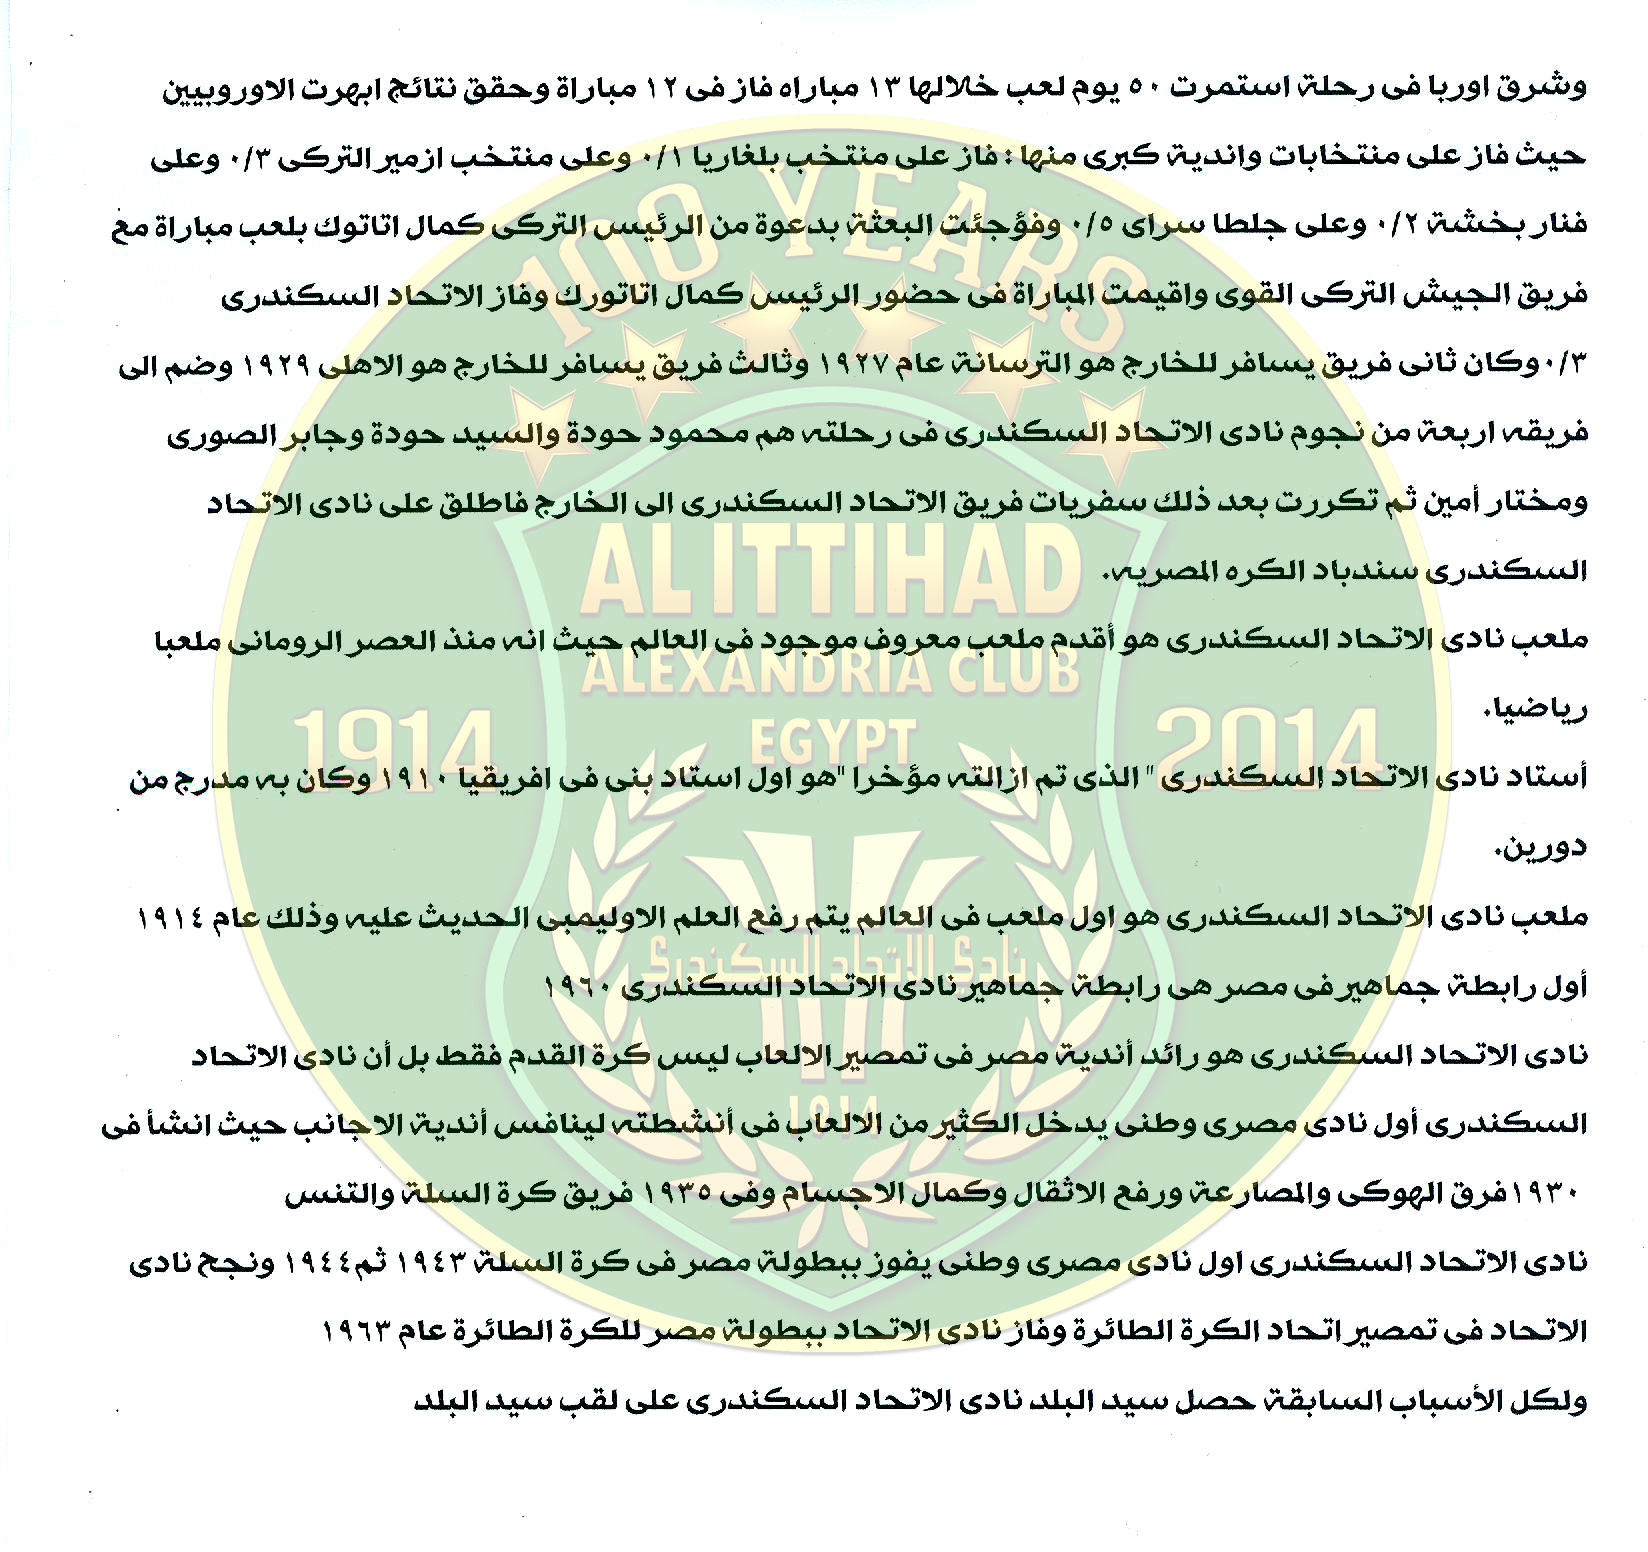 وشرق اوربا فى رحلة استمرت ٥٠ يوم لعب خلالها ١٣ مباراه فاز فى ١٢ مباراة وحقق نتائج ابهرت الاوروبيين
حيث فاز على منتخابات واندية كبرى منها : فاز على منتخب بلغاريا ٠/١ وعلى منتخب ازمير التركى ٠/٣ وعلى
فنار بخشة ٠/٢ وعلى جلطا سراى ٠/٥ وفؤجئت البعثة بدعوة من الرئيس التركى كمال اتاتوك بلعب مباراة مع
فريق الجيش التركى القوى واقيمت المباراة فى حضور الرئيس كمال اتاتورك وفاز الاتحاد السكندرى
٠/٣ وكان ثانى فريق يسافر للخارج هو الترسانة عام ١٩٢٧ وثالث فريق يسافر للخارج هو الاهلى ١٩٢٩ وضم الى
فريقه اربعة من نجوم نادى الاتحاد السكندرى فى رحلته هم محمود حودة والسيد حودة وجابر الصورى
ومختار أمين ثم تكررت بعد ذلك سفريات فريق الاتحاد السكندرى الى الخارج فاطلق على نادى الاتحاد
السكندرى سندباد الكره المصريه.
ملعب نادى الاتحاد السكندرى هو أقدم ملعب معروف موجود فى العالم حيث انه منذ العصر الرومانى ملعبا
رياضيا.
أستاد نادى الاتحاد السكندرى " الذى تم ازالته مؤخرا "هو اول استاد بنى فى افريقيا ١٩١٠ وكان به مدرج من
دورين.
ملعب نادى الاتحاد السكندرى هو اول ملعب فى العالم يتم رفع العلم الاوليمبى الحديث عليه وذلك عام ١٩١٤
أول رابطة جماهير فى مصر هى رابطة جماهير نادى الاتحاد السكندرى ١٩٦٠
نادى الاتحاد السكندرى هو رائد أندية مصر فى تمصير الالعاب ليس كرة القدم فقط بل أن نادى الاتحاد
السكندرى أول نادى مصرى وطنى يدخل الكثير من الالعاب فى أنشطته لينافس أندية الاجانب حيث انشأ فى
١٩٣٠ فرق الهوكى والمصارعة ورفع الاثقال وكمال الاجسام وفى ١٩٣٥ فريق كرة السلة والتنس
نادى الاتحاد السكندرى اول نادى مصرى وطنى يفوز ببطولة مصر فى كرة السلة ١٩٤٣ ثم ١٩٤٤ ونجح نادى
الاتحاد فى تمصير اتحاد الكرة الطائرة وفاز نادى الاتحاد ببطولة مصر للكرة الطائرة عام ١٩٦٣
ولكل الأسباب السابقة حصل سيد البلد نادى الاتحاد السكندرى على لقب سيد البلد
100 YEARS
AL ITTIHAD
ALEXANDRIA CLUB
EGYPT
1914
2014
نادى الاتحاد السكندرى
١٩١٤